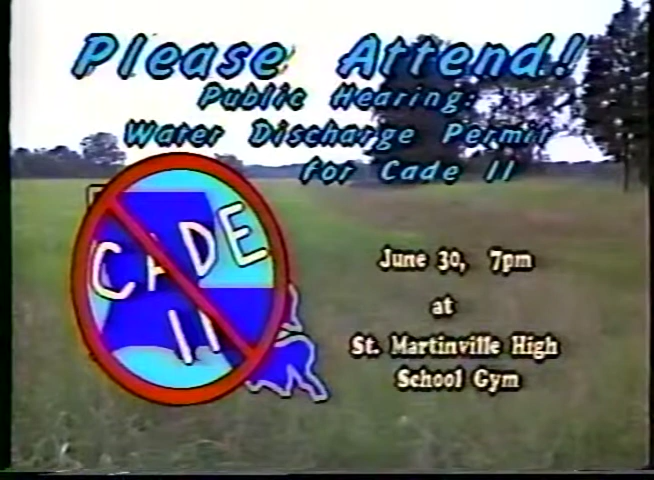 Please Attend!
Public Hearing:
Water Discharge Permit
for Cade II
CADE
II
June 30, 7pm
at
St. Martinville High
School Gym